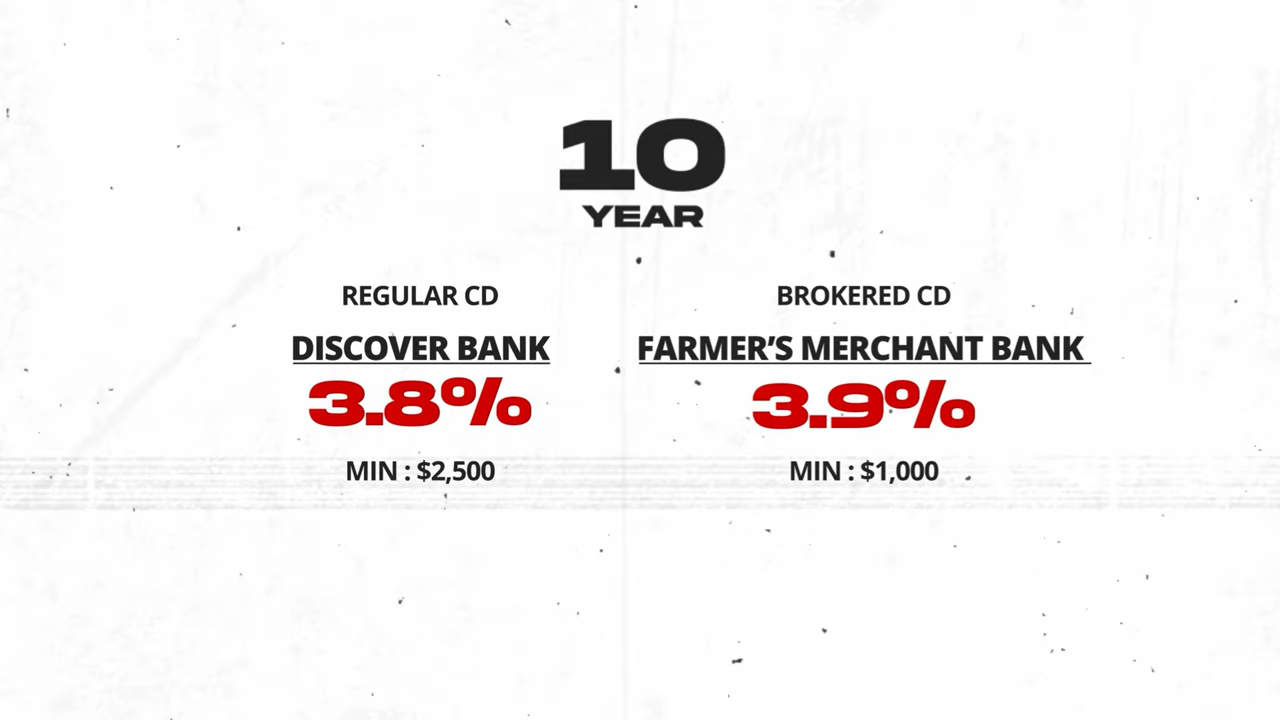 10
YEAR
REGULAR CD
DISCOVER BANK
3.8%
MIN : $2,500
BROKERED CD
FARMER'S MERCHANT BANK
3.9%
MIN : $1,000